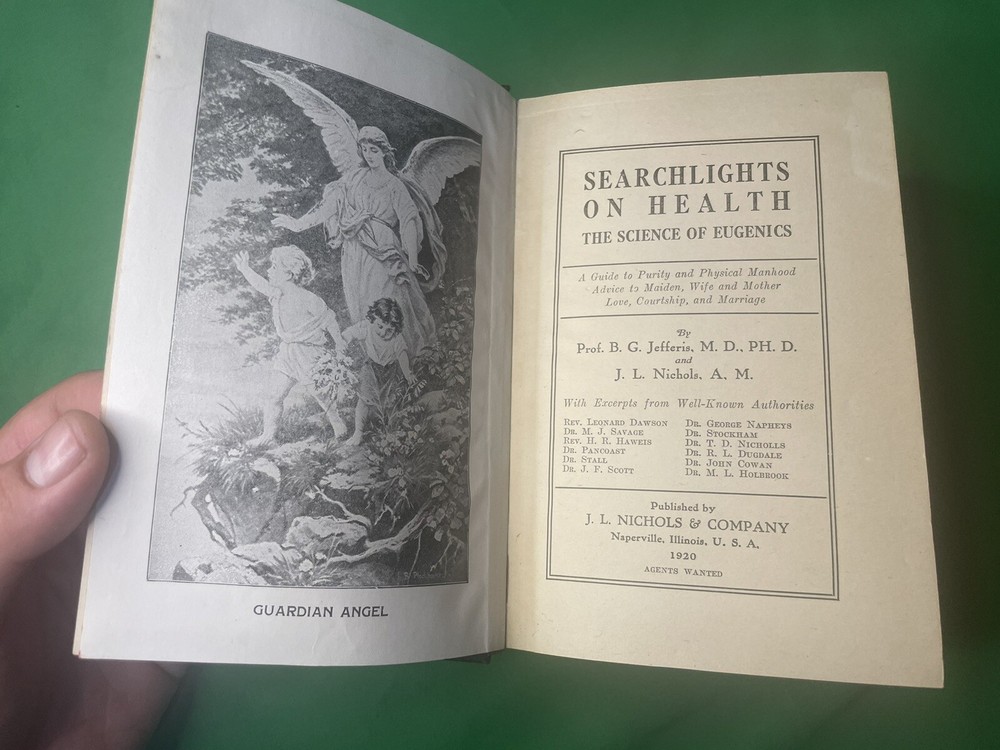 GUARDIAN ANGEL
SEARCHLIGHTS
ON HEALTH
THE SCIENCE OF EUGENICS
A Guide to Purity and Physical Manhood
Advice to Maiden, Wife and Mother
Love, Courtship, and Marriage
By
Prof. B. G. Jefferis, M. D., PH. D.
and
J. L. Nichols, A. M.
With Excerpts from Well-Known Authorities
REV. LEONARD DAWSON
DR. M. J. SAVAGE
REV. H. R. HAWEIS
DR. PANCOAST
DR. STALL
DR. J. F. SCOTT
DR. GEORGE NAPHEYS
DR. STOCKHAM
DR. T. D. NICHOLLS
DR. R. L. DUGDALE
DR. JOHN COWAN
DR. M. L. HOLBROOK
Published by
J. L. NICHOLS & COMPANY
Naperville, Illinois, U. S. A.
1920
AGENTS WANTED